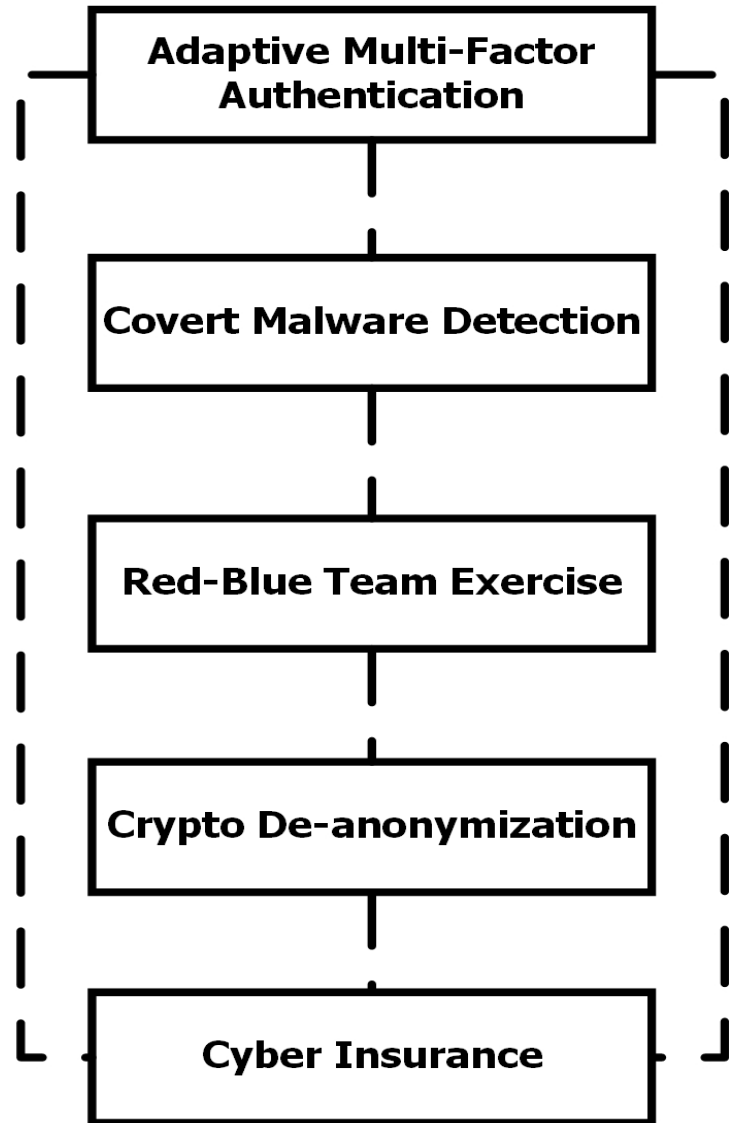 Adaptive Multi-Factor
Authentication
Covert Malware Detection
Red-Blue Team Exercise
Crypto De-anonymization
Cyber Insurance